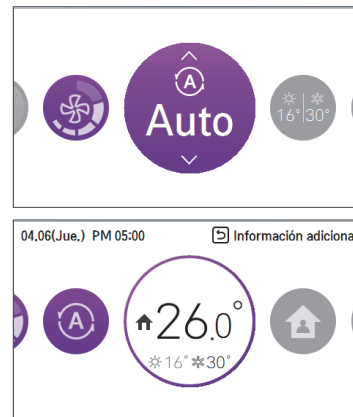 A
Auto
16° 30°
04.06(Jue.) PM 05:00 Información adiciona
A
26.0°
16° 30°